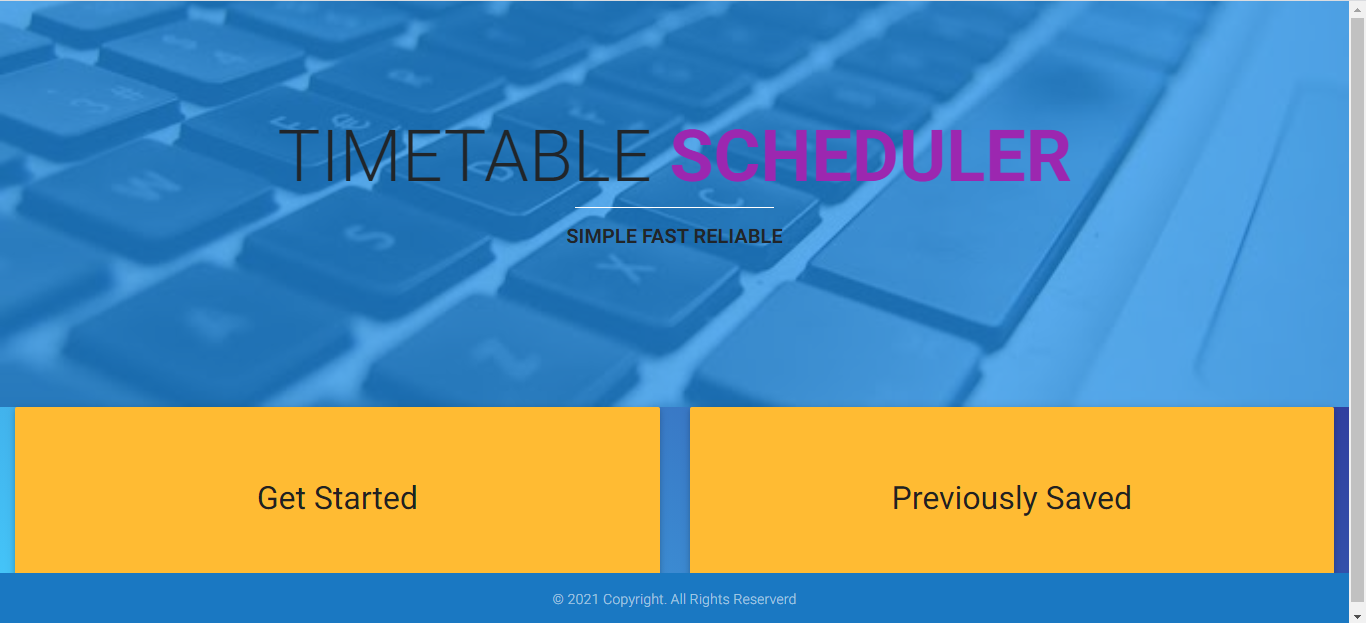 TIMETABLE SCHEDULER
SIMPLE FAST RELIABLE
Get Started
Previously Saved
© 2021 Copyright. All Rights Reserverd